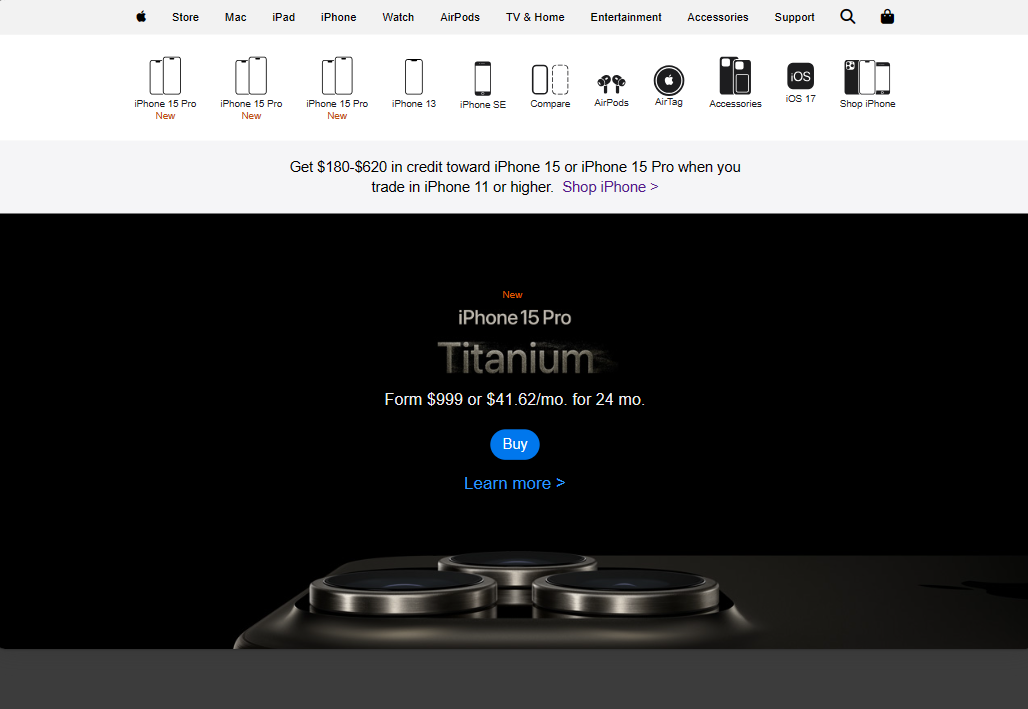 Store Mac iPad iPhone Watch AirPods TV & Home Entertainment Accessories Support
iPhone 15 Pro
New
iPhone 15 Pro
New
iPhone 15 Pro
New
iPhone 13
iPhone SE
Compare
AirPods
AirTag
Accessories
iOS
iOS 17
Shop iPhone
Get $180-$620 in credit toward iPhone 15 or iPhone 15 Pro when you
trade in iPhone 11 or higher. Shop iPhone >
New
iPhone 15 Pro
Titanium
Form $999 or $41.62/mo. for 24 mo.
Buy
Learn more >